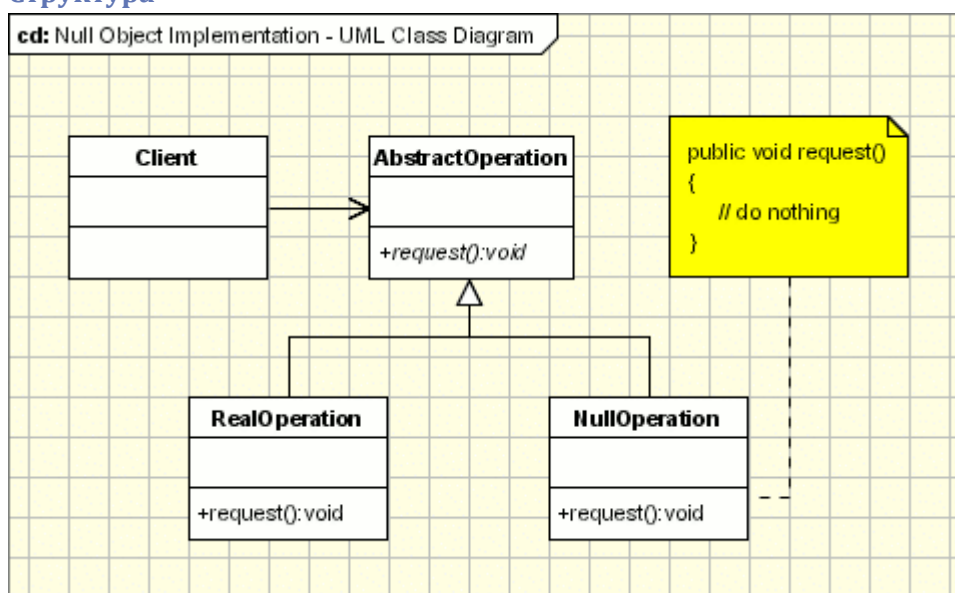 Структура
cd: Null Object Implementation - UML Class Diagram
Client
AbstractOperation
+request():void
public void request()
{
// do nothing
}
RealOperation
+request():void
NullOperation
+request():void